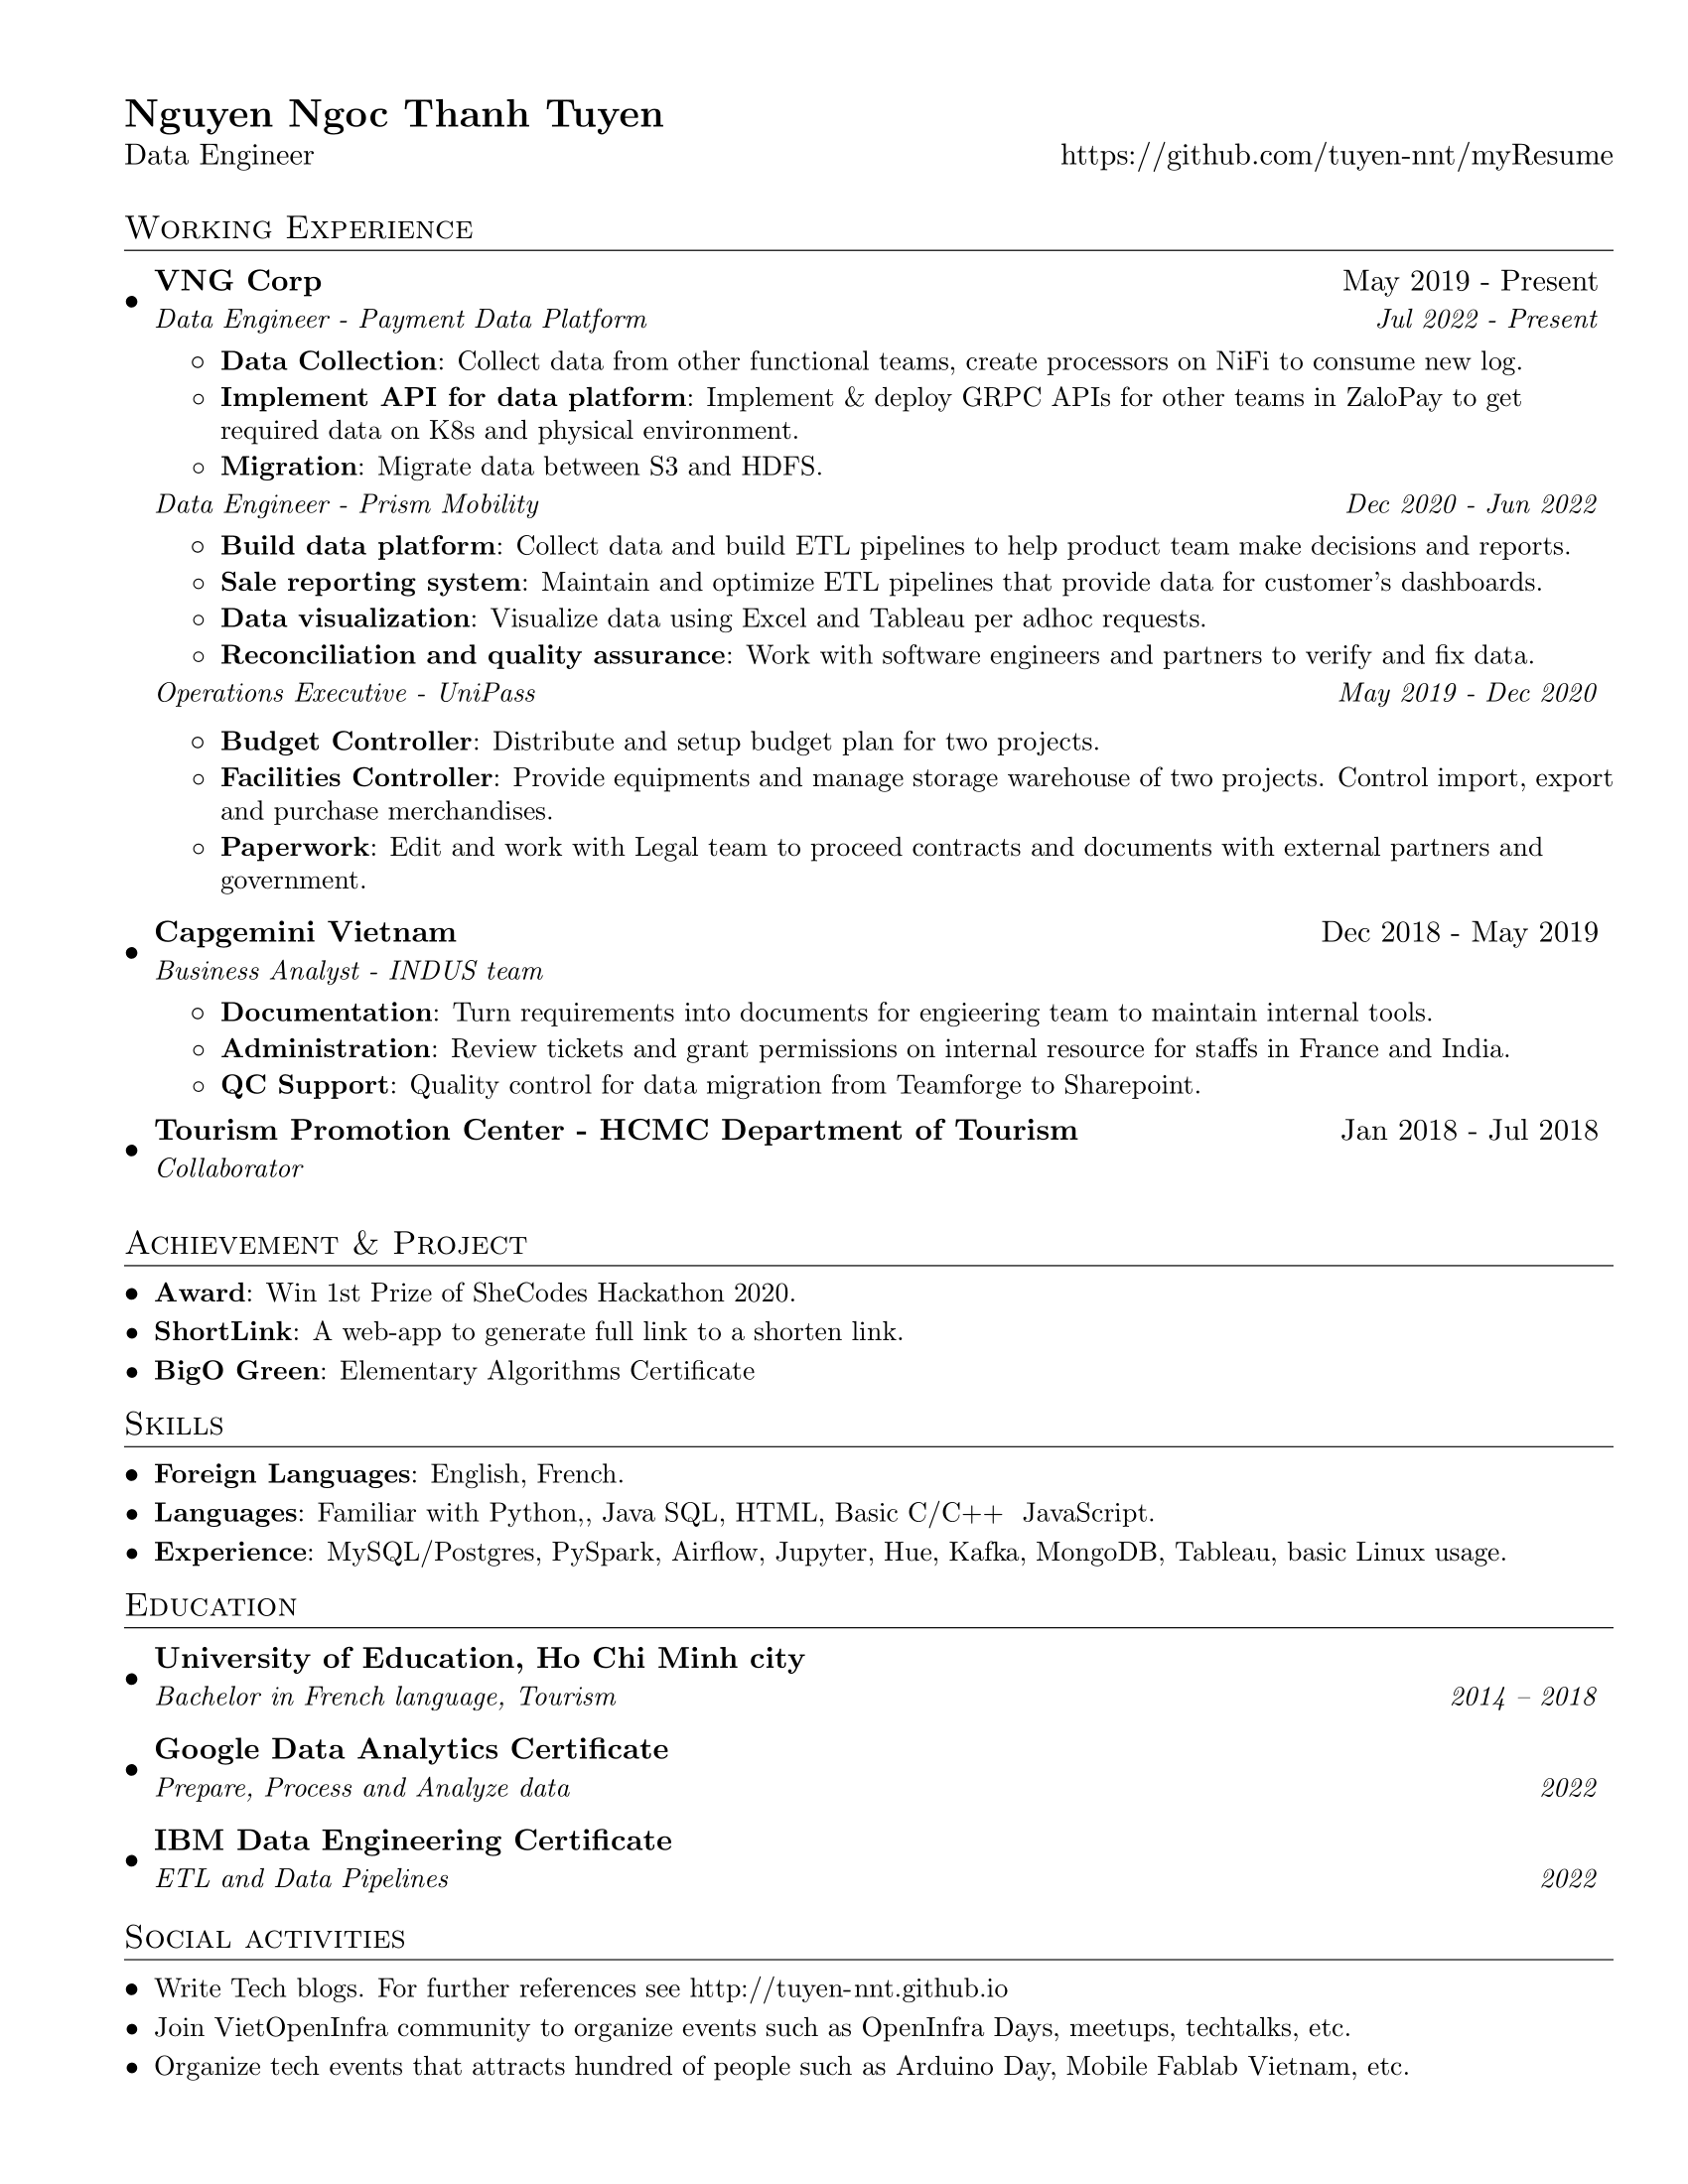 Nguyen Ngoc Thanh Tuyen
Data Engineer https://github.com/tuyen-nnt/myResume
Working Experience
• VNG Corp May 2019 - Present
Data Engineer - Payment Data Platform Jul 2022 - Present
◦ Data Collection: Collect data from other functional teams, create processors on NiFi to consume new log.
◦ Implement API for data platform: Implement & deploy GRPC APIs for other teams in ZaloPay to get
required data on K8s and physical environment.
◦ Migration: Migrate data between S3 and HDFS.
Data Engineer - Prism Mobility Dec 2020 - Jun 2022
◦ Build data platform: Collect data and build ETL pipelines to help product team make decisions and reports.
◦ Sale reporting system: Maintain and optimize ETL pipelines that provide data for customer's dashboards.
◦ Data visualization: Visualize data using Excel and Tableau per adhoc requests.
◦ Reconciliation and quality assurance: Work with software engineers and partners to verify and fix data.
Operations Executive - UniPass May 2019 - Dec 2020
◦ Budget Controller: Distribute and setup budget plan for two projects.
◦ Facilities Controller: Provide equipments and manage storage warehouse of two projects. Control import, export
and purchase merchandises.
◦ Paperwork: Edit and work with Legal team to proceed contracts and documents with external partners and
government.
• Capgemini Vietnam Dec 2018 - May 2019
Business Analyst - INDUS team
◦ Documentation: Turn requirements into documents for engieering team to maintain internal tools.
◦ Administration: Review tickets and grant permissions on internal resource for staffs in France and India.
◦ QC Support: Quality control for data migration from Teamforge to Sharepoint.
• Tourism Promotion Center - HCMC Department of Tourism Jan 2018 - Jul 2018
Collaborator
Achievement & Project
• Award: Win 1st Prize of SheCodes Hackathon 2020.
• ShortLink: A web-app to generate full link to a shorten link.
• BigO Green: Elementary Algorithms Certificate
Skills
• Foreign Languages: English, French.
• Languages: Familiar with Python,, Java SQL, HTML, Basic C/C++ JavaScript.
• Experience: MySQL/Postgres, PySpark, Airflow, Jupyter, Hue, Kafka, MongoDB, Tableau, basic Linux usage.
Education
• University of Education, Ho Chi Minh city
Bachelor in French language, Tourism 2014 – 2018
• Google Data Analytics Certificate
Prepare, Process and Analyze data 2022
• IBM Data Engineering Certificate
ETL and Data Pipelines 2022
Social activities
• Write Tech blogs. For further references see http://tuyen-nnt.github.io
• Join VietOpenInfra community to organize events such as OpenInfra Days, meetups, techtalks, etc.
• Organize tech events that attracts hundred of people such as Arduino Day, Mobile Fablab Vietnam, etc.